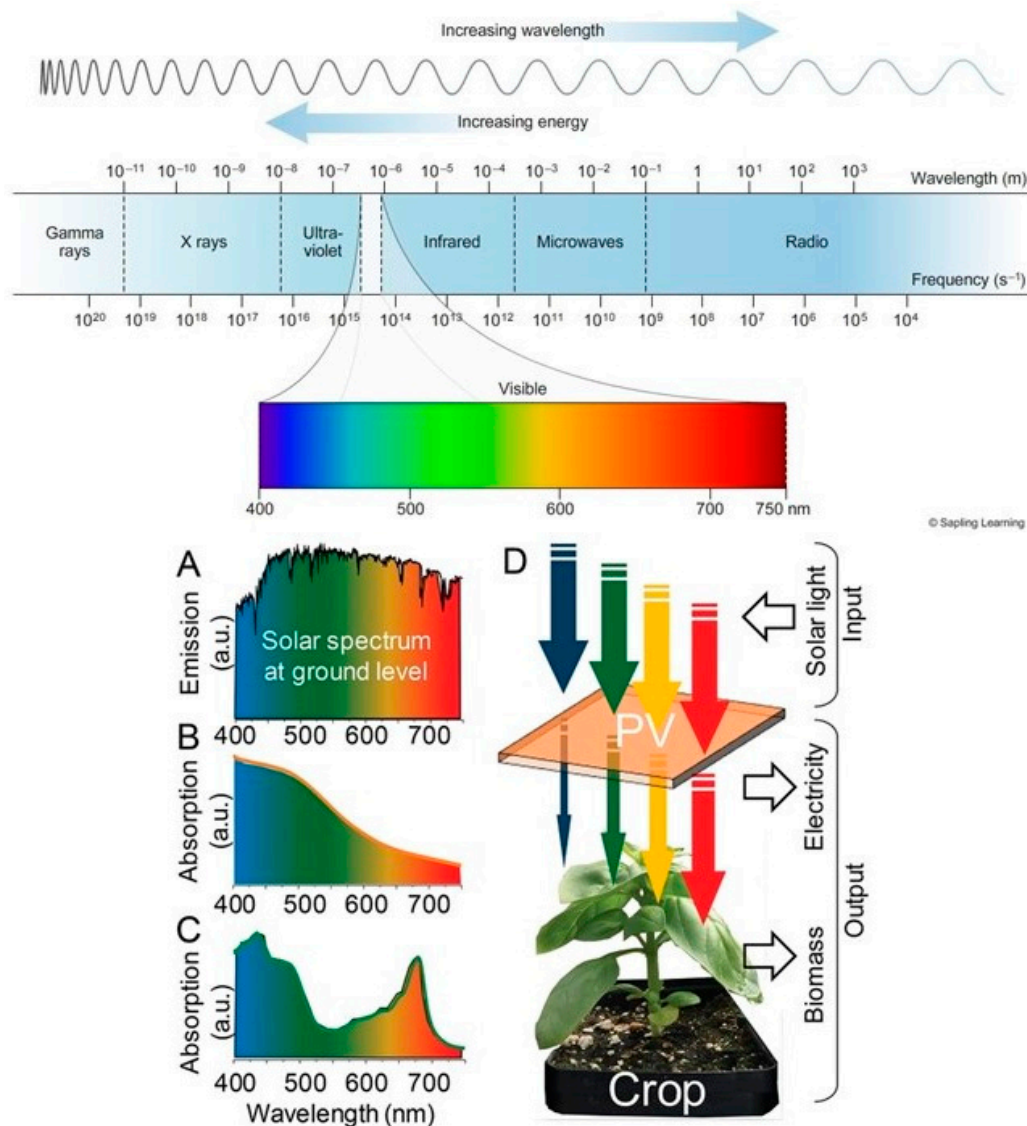 Increasing wavelength
Increasing energy
10⁻¹¹ 10⁻¹⁰ 10⁻⁹ 10⁻⁸ 10⁻⁷ 10⁻⁶ 10⁻⁵ 10⁻⁴ 10⁻³ 10⁻² 10⁻¹ 1 10¹ 10² 10³ Wavelength (m)
Gamma rays
X rays
Ultra-
violet
Infrared
Microwaves
Radio
Frequency (s⁻¹)
10²⁰ 10¹⁹ 10¹⁸ 10¹⁷ 10¹⁶ 10¹⁵ 10¹⁴ 10¹³ 10¹² 10¹¹ 10¹⁰ 10⁹ 10⁸ 10⁷ 10⁶ 10⁵ 10⁴
Visible
400 500 600 700 750 nm
© Sapling Learning
A
Emission
(a.u.)
Solar spectrum
at ground level
400 500 600 700
B
Absorption
(a.u.)
400 500 600 700
C
Absorption
(a.u.)
400 500 600 700
Wavelength (nm)
D
PV
Crop
Solar light
Input
Electricity
Biomass
Output